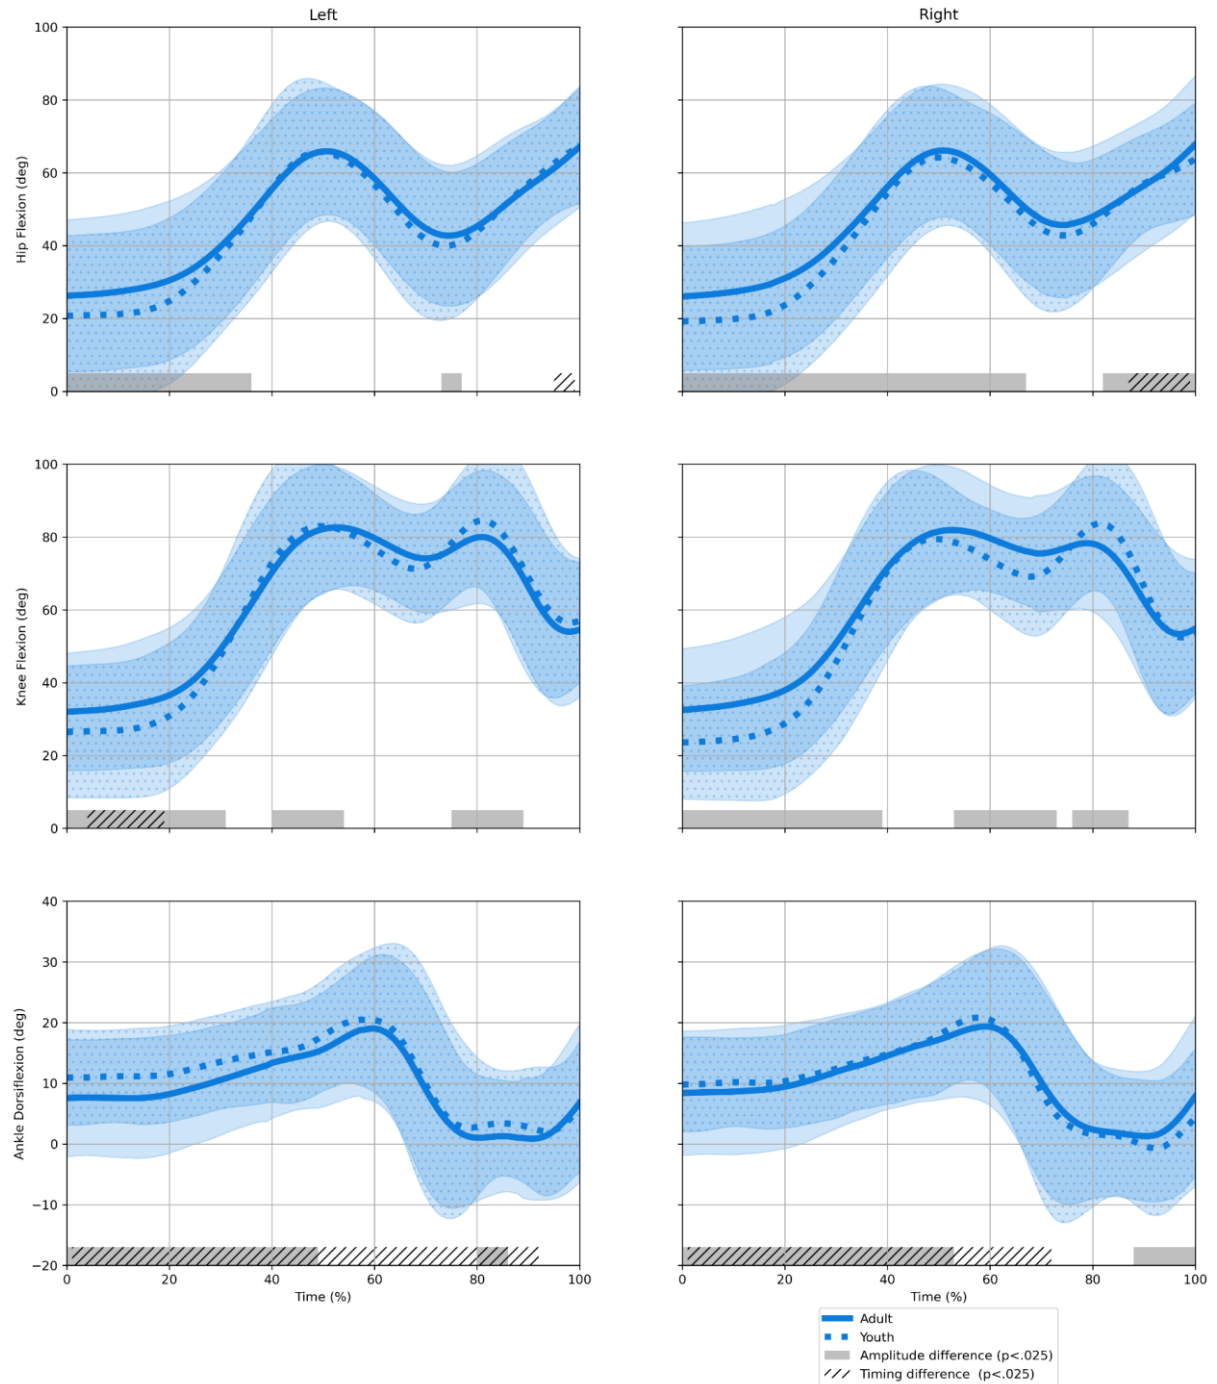 Left
Right
100
80
60
40
20
0
Hip Flexion (deg)
100
80
60
40
20
0
Knee Flexion (deg)
40
30
20
10
0
−10
−20
Ankle Dorsiflexion (deg)
0 20 40 60 80 100
Time (%)
0 20 40 60 80 100
Time (%)
Adult
Youth
Amplitude difference (p<.025)
Timing difference (p<.025)